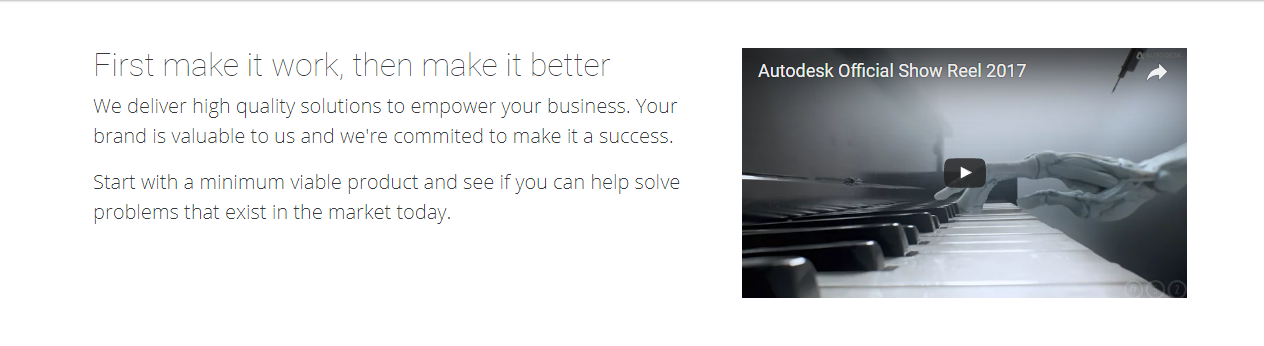 First make it work, then make it better
We deliver high quality solutions to empower your business. Your
brand is valuable to us and we're commited to make it a success.
Start with a minimum viable product and see if you can help solve
problems that exist in the market today.
Autodesk Official Show Reel 2017